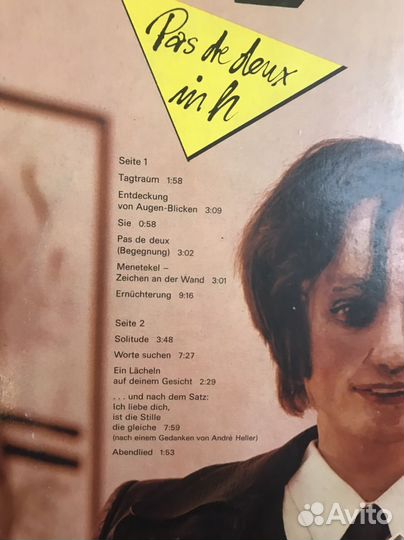 Pas de deux
in h
Seite 1
Tagtraum 1:58
Entdeckung
von Augen-Blicken 3:09
Sie 0:58
Pas de deux
(Begegnung) 3:02
Menetekel –
Zeichen an der Wand 3:01
Ernüchterung 9:16
Seite 2
Solitude 3:48
Worte suchen 7:27
Ein Lächeln
auf deinem Gesicht 2:29
. . . und nach dem Satz:
Ich liebe dich,
ist die Stille
die gleiche 7:59
(nach einem Gedanken von André Heller)
Abendlied 1:53
Avito